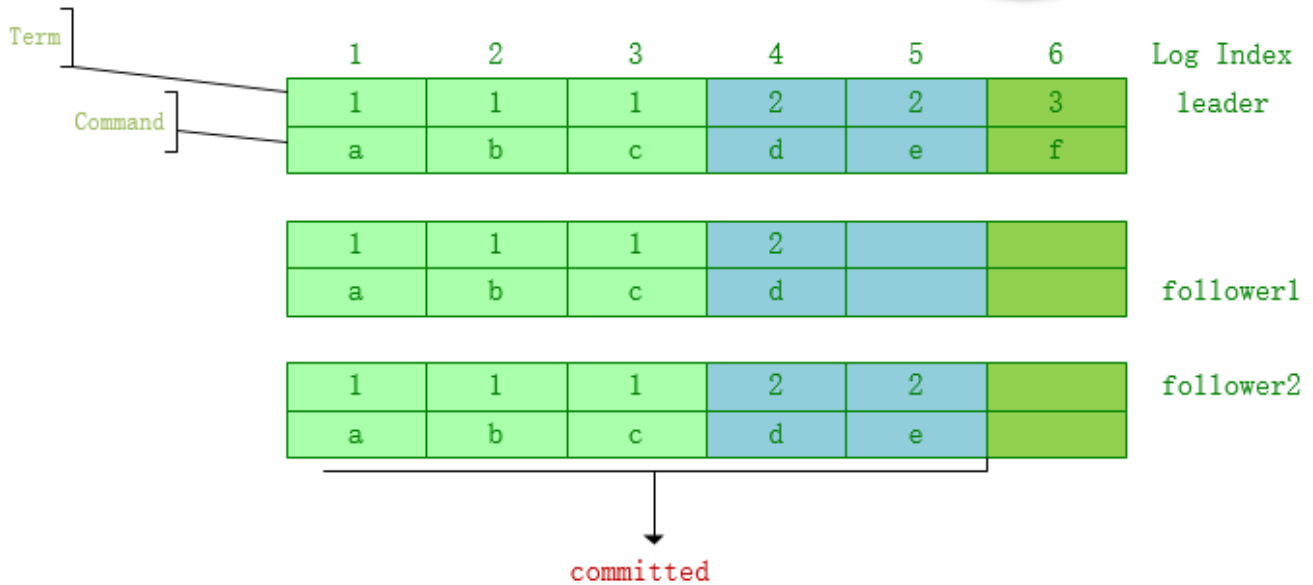 Term
1 2 3 4 5 6 Log Index
1 1 1 2 2 3 leader
Command
a b c d e f
1 1 1 2
a b c d follower1
1 1 1 2 2 follower2
a b c d e
committed